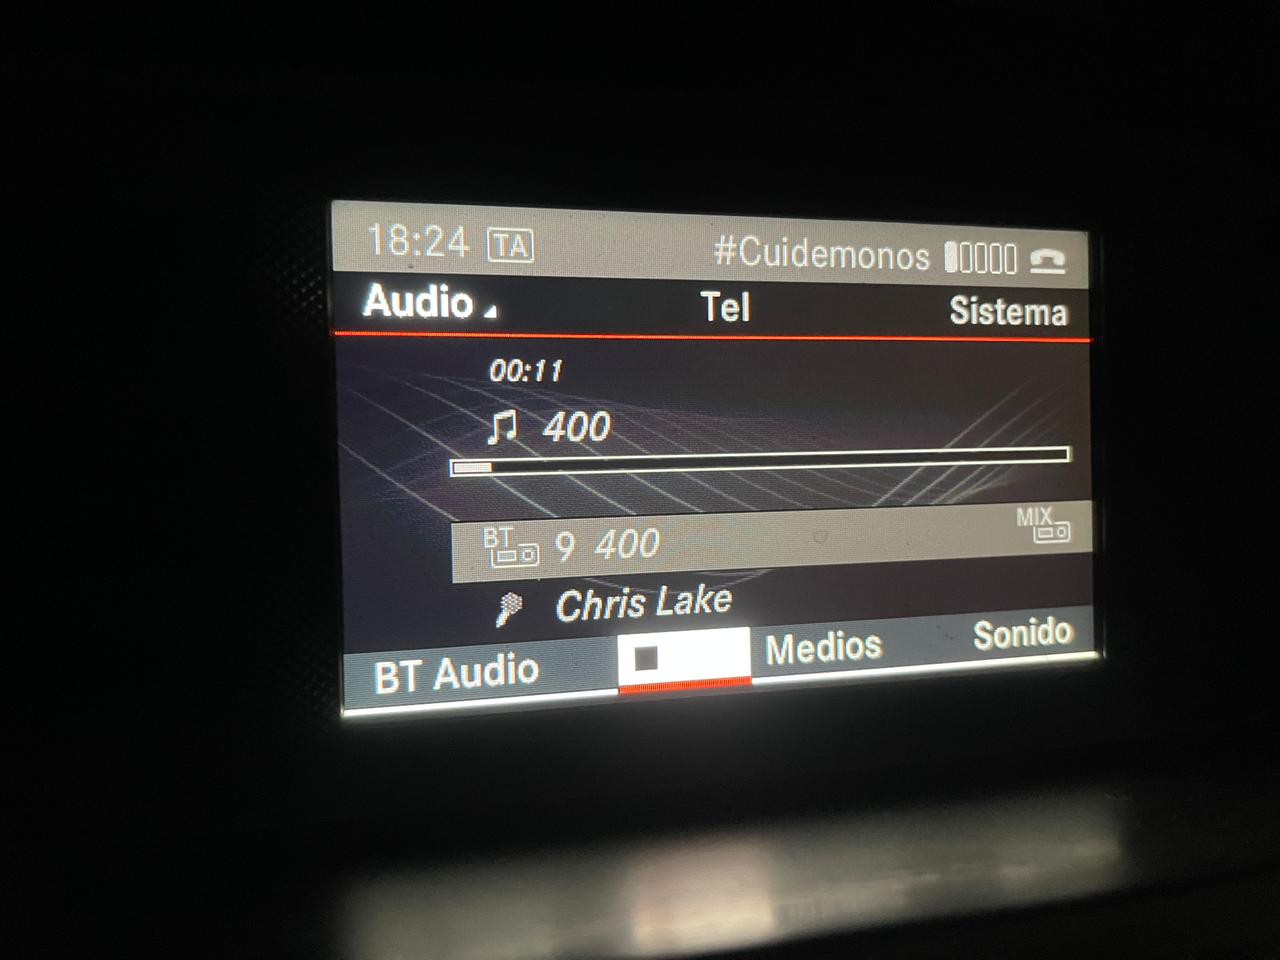 18:24 TA #Cuidemonos
Audio Tel Sistema
00:11
400
BT 9 400 MIX
Chris Lake
BT Audio Medios Sonido